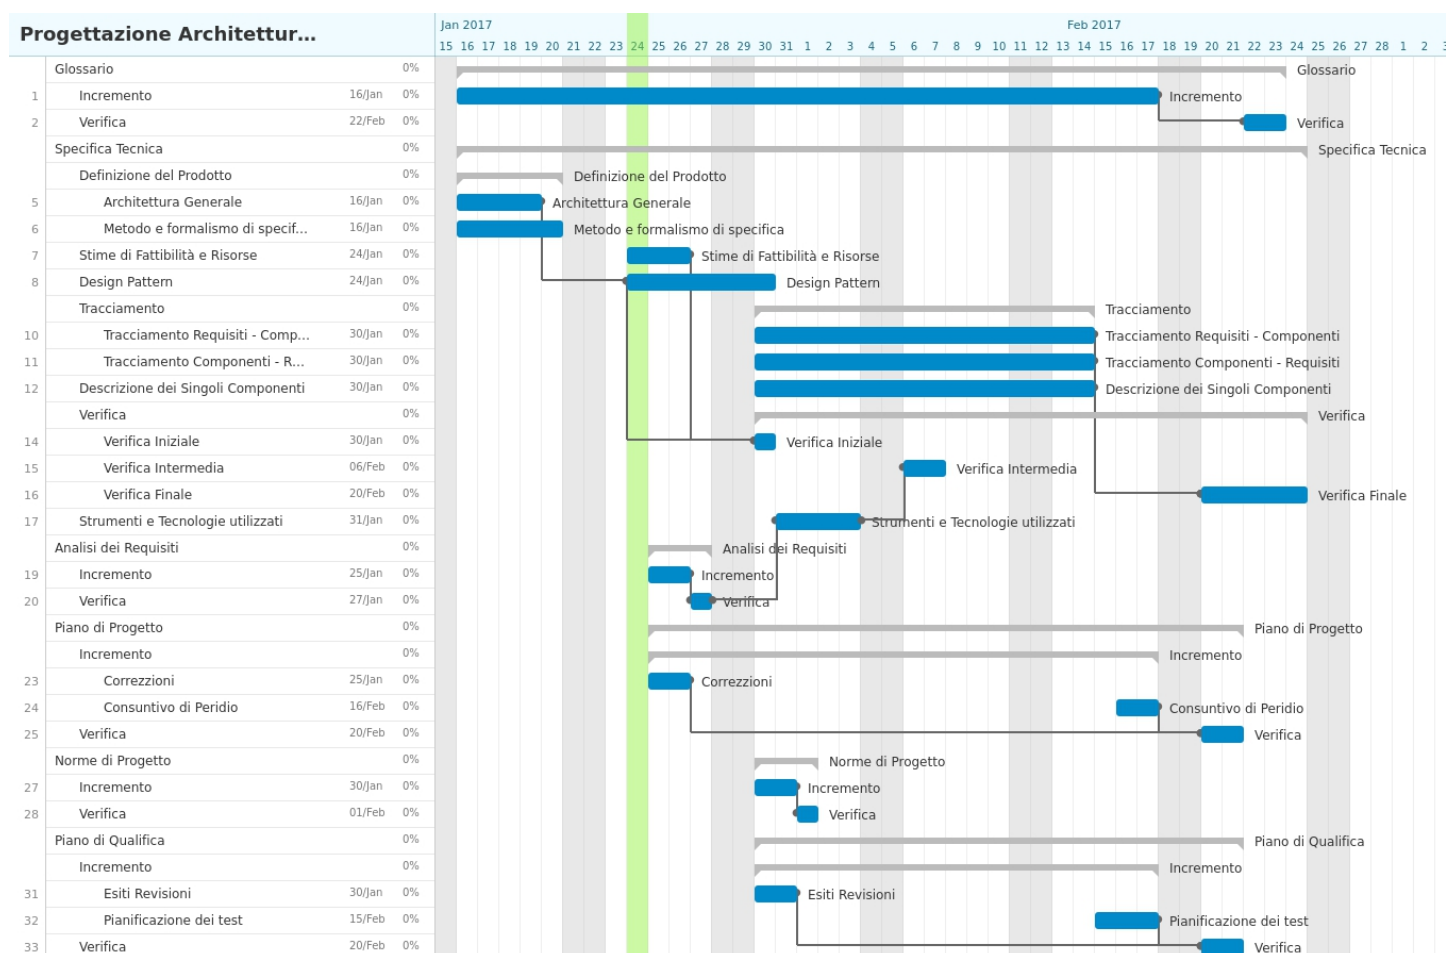 Progettazione Architettur...
Jan 2017 Feb 2017
15 16 17 18 19 20 21 22 23 24 25 26 27 28 29 30 31 1 2 3 4 5 6 7 8 9 10 11 12 13 14 15 16 17 18 19 20 21 22 23 24 25 26 27 28 1 2
Glossario 0% Glossario
1 Incremento 16/Jan 0% Incremento
2 Verifica 22/Feb 0% Verifica
Specifica Tecnica 0% Specifica Tecnica
Definizione del Prodotto 0% Definizione del Prodotto
5 Architettura Generale 16/Jan 0% Architettura Generale
6 Metodo e formalismo di specif... 16/Jan 0% Metodo e formalismo di specifica
7 Stime di Fattibilità e Risorse 24/Jan 0% Stime di Fattibilità e Risorse
8 Design Pattern 24/Jan 0% Design Pattern
Tracciamento 0% Tracciamento
10 Tracciamento Requisiti - Comp... 30/Jan 0% Tracciamento Requisiti - Componenti
11 Tracciamento Componenti - R... 30/Jan 0% Tracciamento Componenti - Requisiti
12 Descrizione dei Singoli Componenti 30/Jan 0% Descrizione dei Singoli Componenti
Verifica 0% Verifica
14 Verifica Iniziale 30/Jan 0% Verifica Iniziale
15 Verifica Intermedia 06/Feb 0% Verifica Intermedia
16 Verifica Finale 20/Feb 0% Verifica Finale
17 Strumenti e Tecnologie utilizzati 31/Jan 0% Strumenti e Tecnologie utilizzati
Analisi dei Requisiti 0% Analisi dei Requisiti
19 Incremento 25/Jan 0% Incremento
20 Verifica 27/Jan 0% Verifica
Piano di Progetto 0% Piano di Progetto
Incremento 0% Incremento
23 Correzzioni 25/Jan 0% Correzzioni
24 Consuntivo di Peridio 16/Feb 0% Consuntivo di Peridio
25 Verifica 20/Feb 0% Verifica
Norme di Progetto 0% Norme di Progetto
27 Incremento 30/Jan 0% Incremento
28 Verifica 01/Feb 0% Verifica
Piano di Qualifica 0% Piano di Qualifica
Incremento 0% Incremento
31 Esiti Revisioni 30/Jan 0% Esiti Revisioni
32 Pianificazione dei test 15/Feb 0% Pianificazione dei test
33 Verifica 20/Feb 0% Verifica